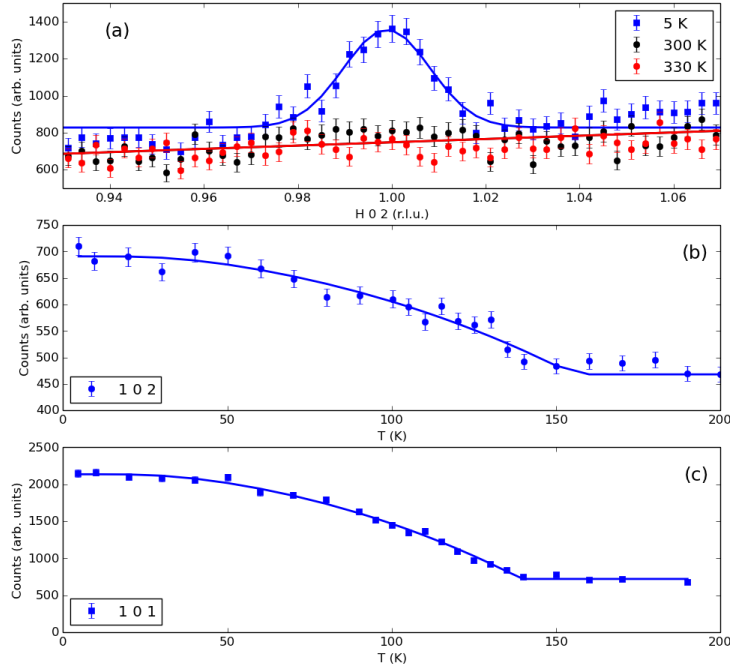 (a)
5 K
300 K
330 K
Counts (arb. units)
1400
1200
1000
800
600
0.94 0.96 0.98 1.00 1.02 1.04 1.06
H 0 2 (r.l.u.)
(b)
Counts (arb. units)
750
700
650
600
550
500
450
400
1 0 2
0 50 100 150 200
T (K)
(c)
Counts (arb. units)
2500
2000
1500
1000
500
0
1 0 1
0 50 100 150 200
T (K)